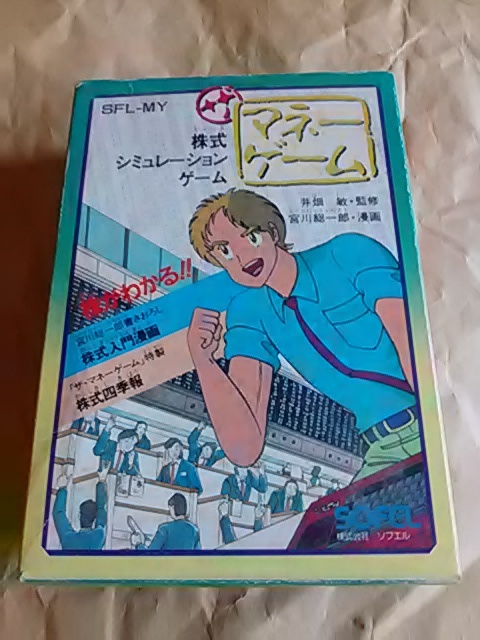 SFL-MY
ザ
マネー
ゲーム
株式
シミュレーション
ゲーム
井畑 敏・監修
宮川総一郎・漫画
株がわかる!!
宮川総一郎書きおろし
株式入門漫画
「ザ・マネーゲーム」特製
株式四季報
SOFEL
株式会社 ソフエル